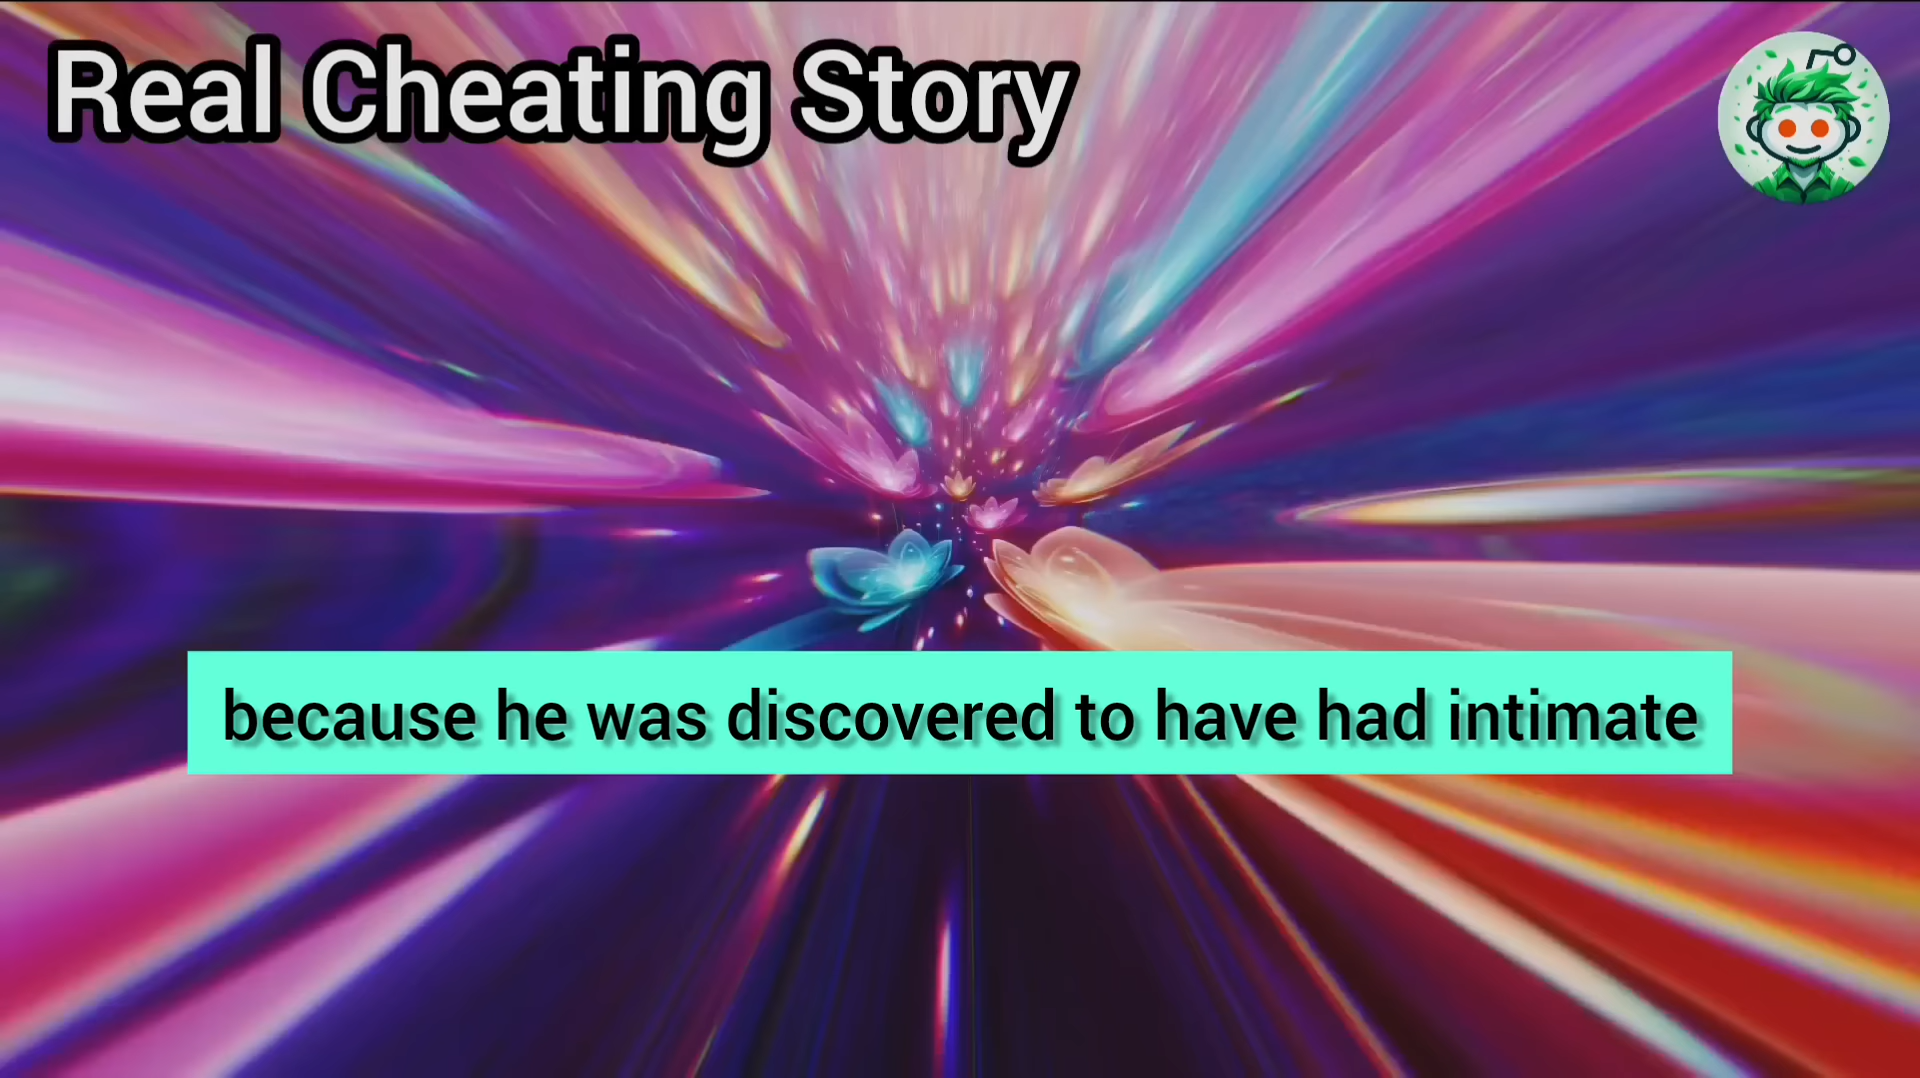 Real Cheating Story
because he was discovered to have had intimate